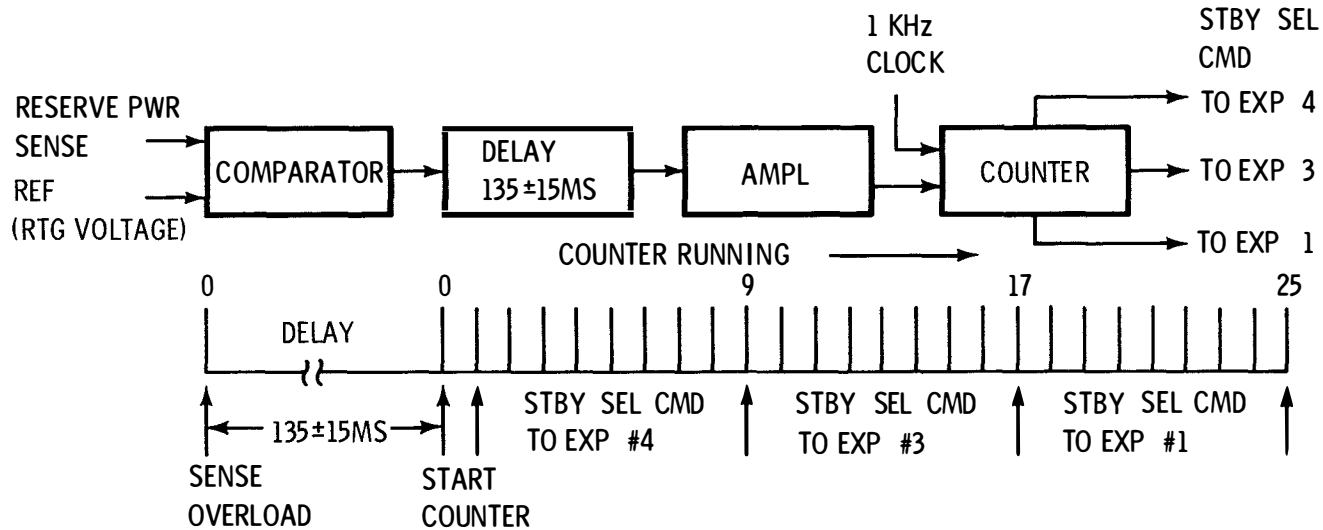 1 KHz
CLOCK
STBY SEL
CMD
RESERVE PWR
SENSE
REF
(RTG VOLTAGE)
COMPARATOR
DELAY
135±15MS
AMPL
COUNTER
TO EXP 4
TO EXP 3
TO EXP 1
COUNTER RUNNING
0
0
9
17
25
DELAY
135±15MS
STBY SEL CMD
TO EXP #4
STBY SEL CMD
TO EXP #3
STBY SEL CMD
TO EXP #1
SENSE
OVERLOAD
START
COUNTER